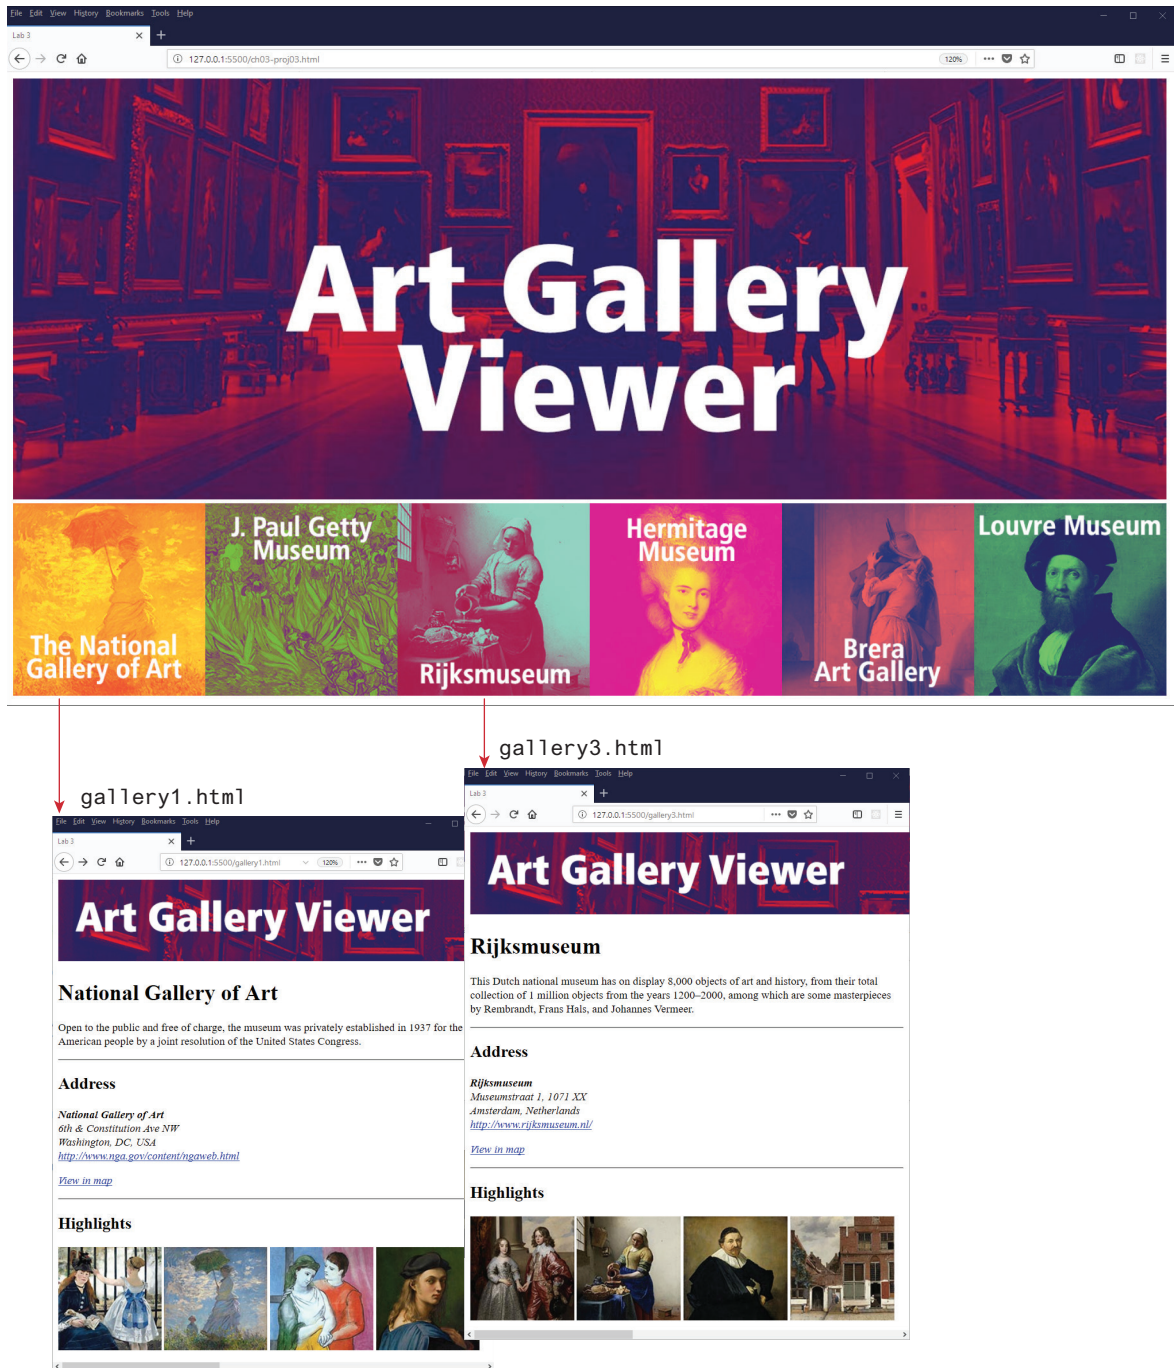 File Edit View History Bookmarks Tools Help
Lab 3
127.0.0.1:5500/ch03-proj03.html
120%
Art Gallery
Viewer
The National
Gallery of Art
J. Paul Getty
Museum
Rijksmuseum
Hermitage
Museum
Brera
Art Gallery
Louvre Museum
gallery1.html
File Edit View History Bookmarks Tools Help
Lab 3
127.0.0.1:5500/gallery1.html
120%
Art Gallery Viewer
National Gallery of Art
Open to the public and free of charge, the museum was privately established in 1937 for the
American people by a joint resolution of the United States Congress.
Address
National Gallery of Art
6th & Constitution Ave NW
Washington, DC, USA
http://www.nga.gov/content/ngaweb.html
View in map
Highlights
gallery3.html
File Edit View History Bookmarks Tools Help
Lab 3
127.0.0.1:5500/gallery3.html
Art Gallery Viewer
Rijksmuseum
This Dutch national museum has on display 8,000 objects of art and history, from their total
collection of 1 million objects from the years 1200–2000, among which are some masterpieces
by Rembrandt, Frans Hals, and Johannes Vermeer.
Address
Rijksmuseum
Museumstraat 1, 1071 XX
Amsterdam, Netherlands
http://www.rijksmuseum.nl/
View in map
Highlights